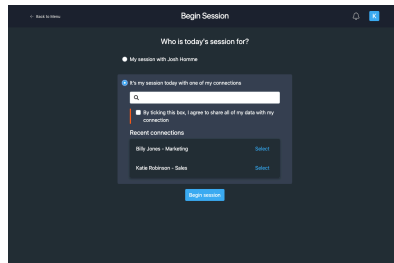 ← Back to Menu
Begin Session
K
Who is today's session for?
My session with Josh Homme
It's my session today with one of my connections
By ticking this box, I agree to share all of my data with my
connection
Recent connections
Billy Jones - Marketing
Select
Katie Robinson - Sales
Select
Begin session